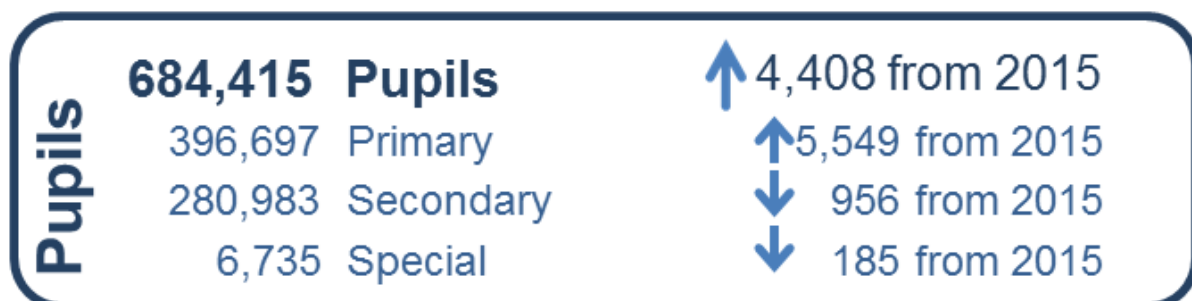 Pupils
684,415 Pupils ↑ 4,408 from 2015
396,697 Primary ↑ 5,549 from 2015
280,983 Secondary ↓ 956 from 2015
6,735 Special ↓ 185 from 2015